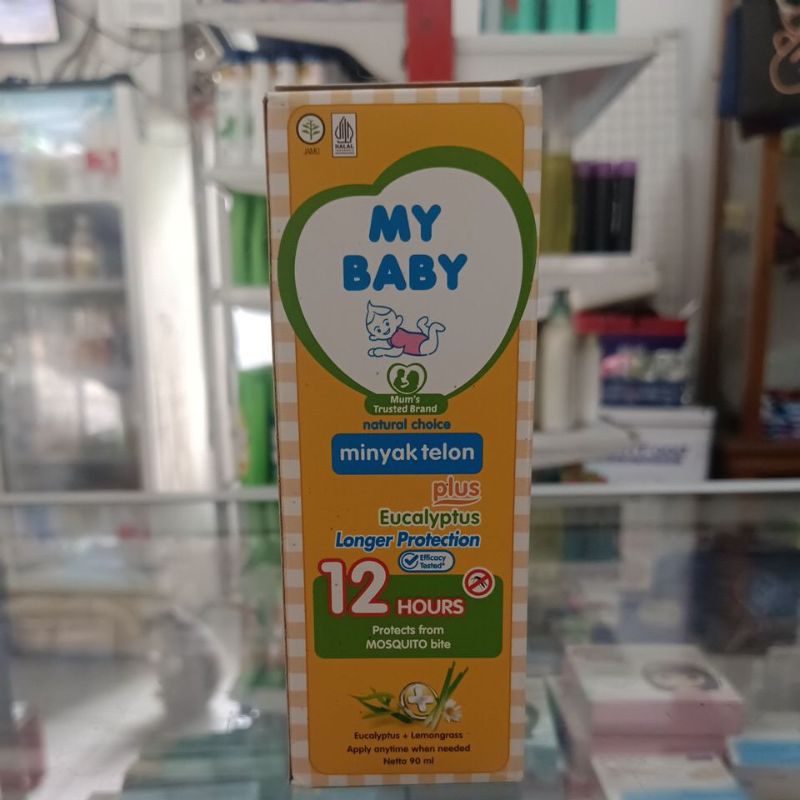 JAMU
HALAL
MY
BABY
Mum's
Trusted Brand
natural choice
minyak telon
plus
Eucalyptus
Longer Protection
Efficacy
Tested*
12 HOURS
Protects from
MOSQUITO bite
Eucalyptus + Lemongrass
Apply anytime when needed
Netto 90 ml